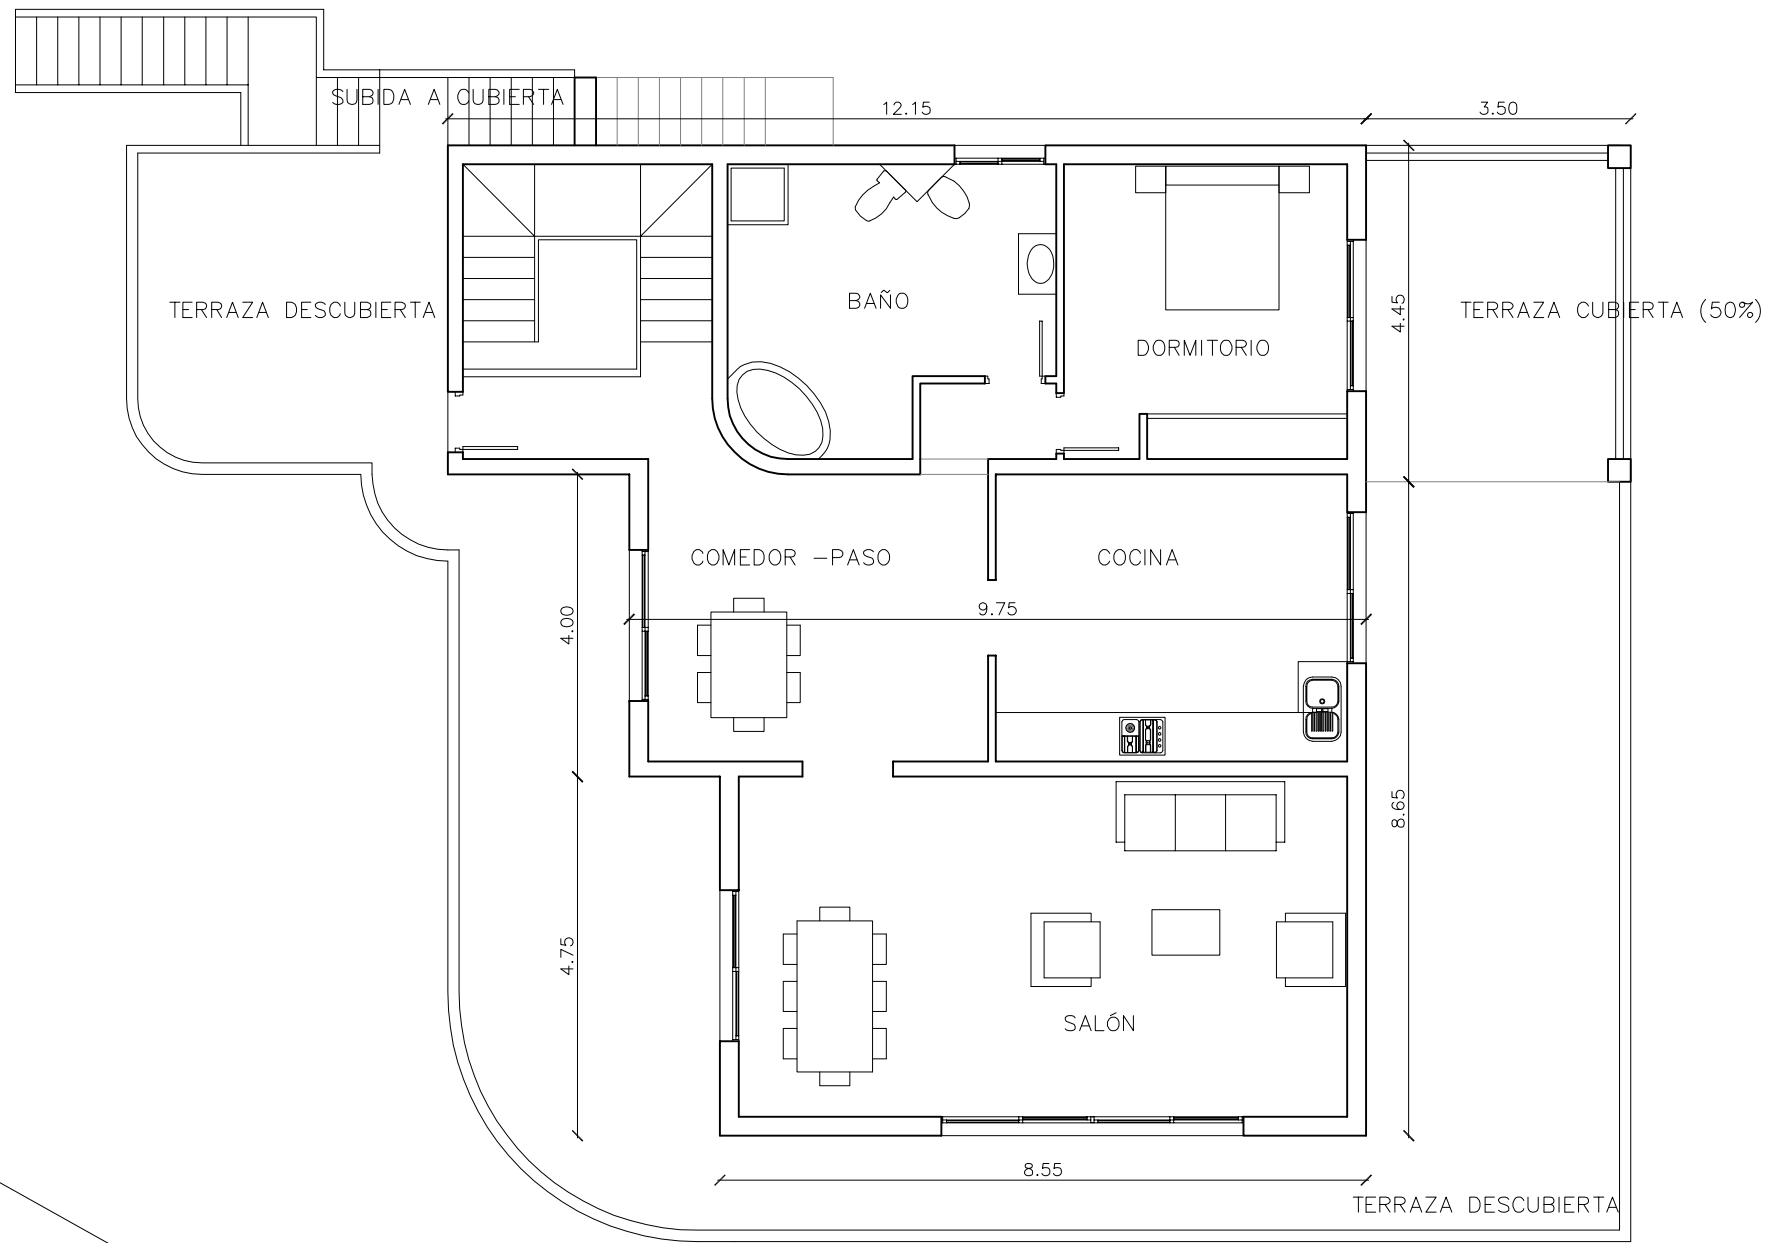 SUBIDA A CUBIERTA
12.15
3.50
TERRAZA DESCUBIERTA
BAÑO
DORMITORIO
4.45
TERRAZA CUBIERTA (50%)
COMEDOR -PASO
COCINA
4.00
9.75
8.65
4.75
SALÓN
8.55
TERRAZA DESCUBIERTA